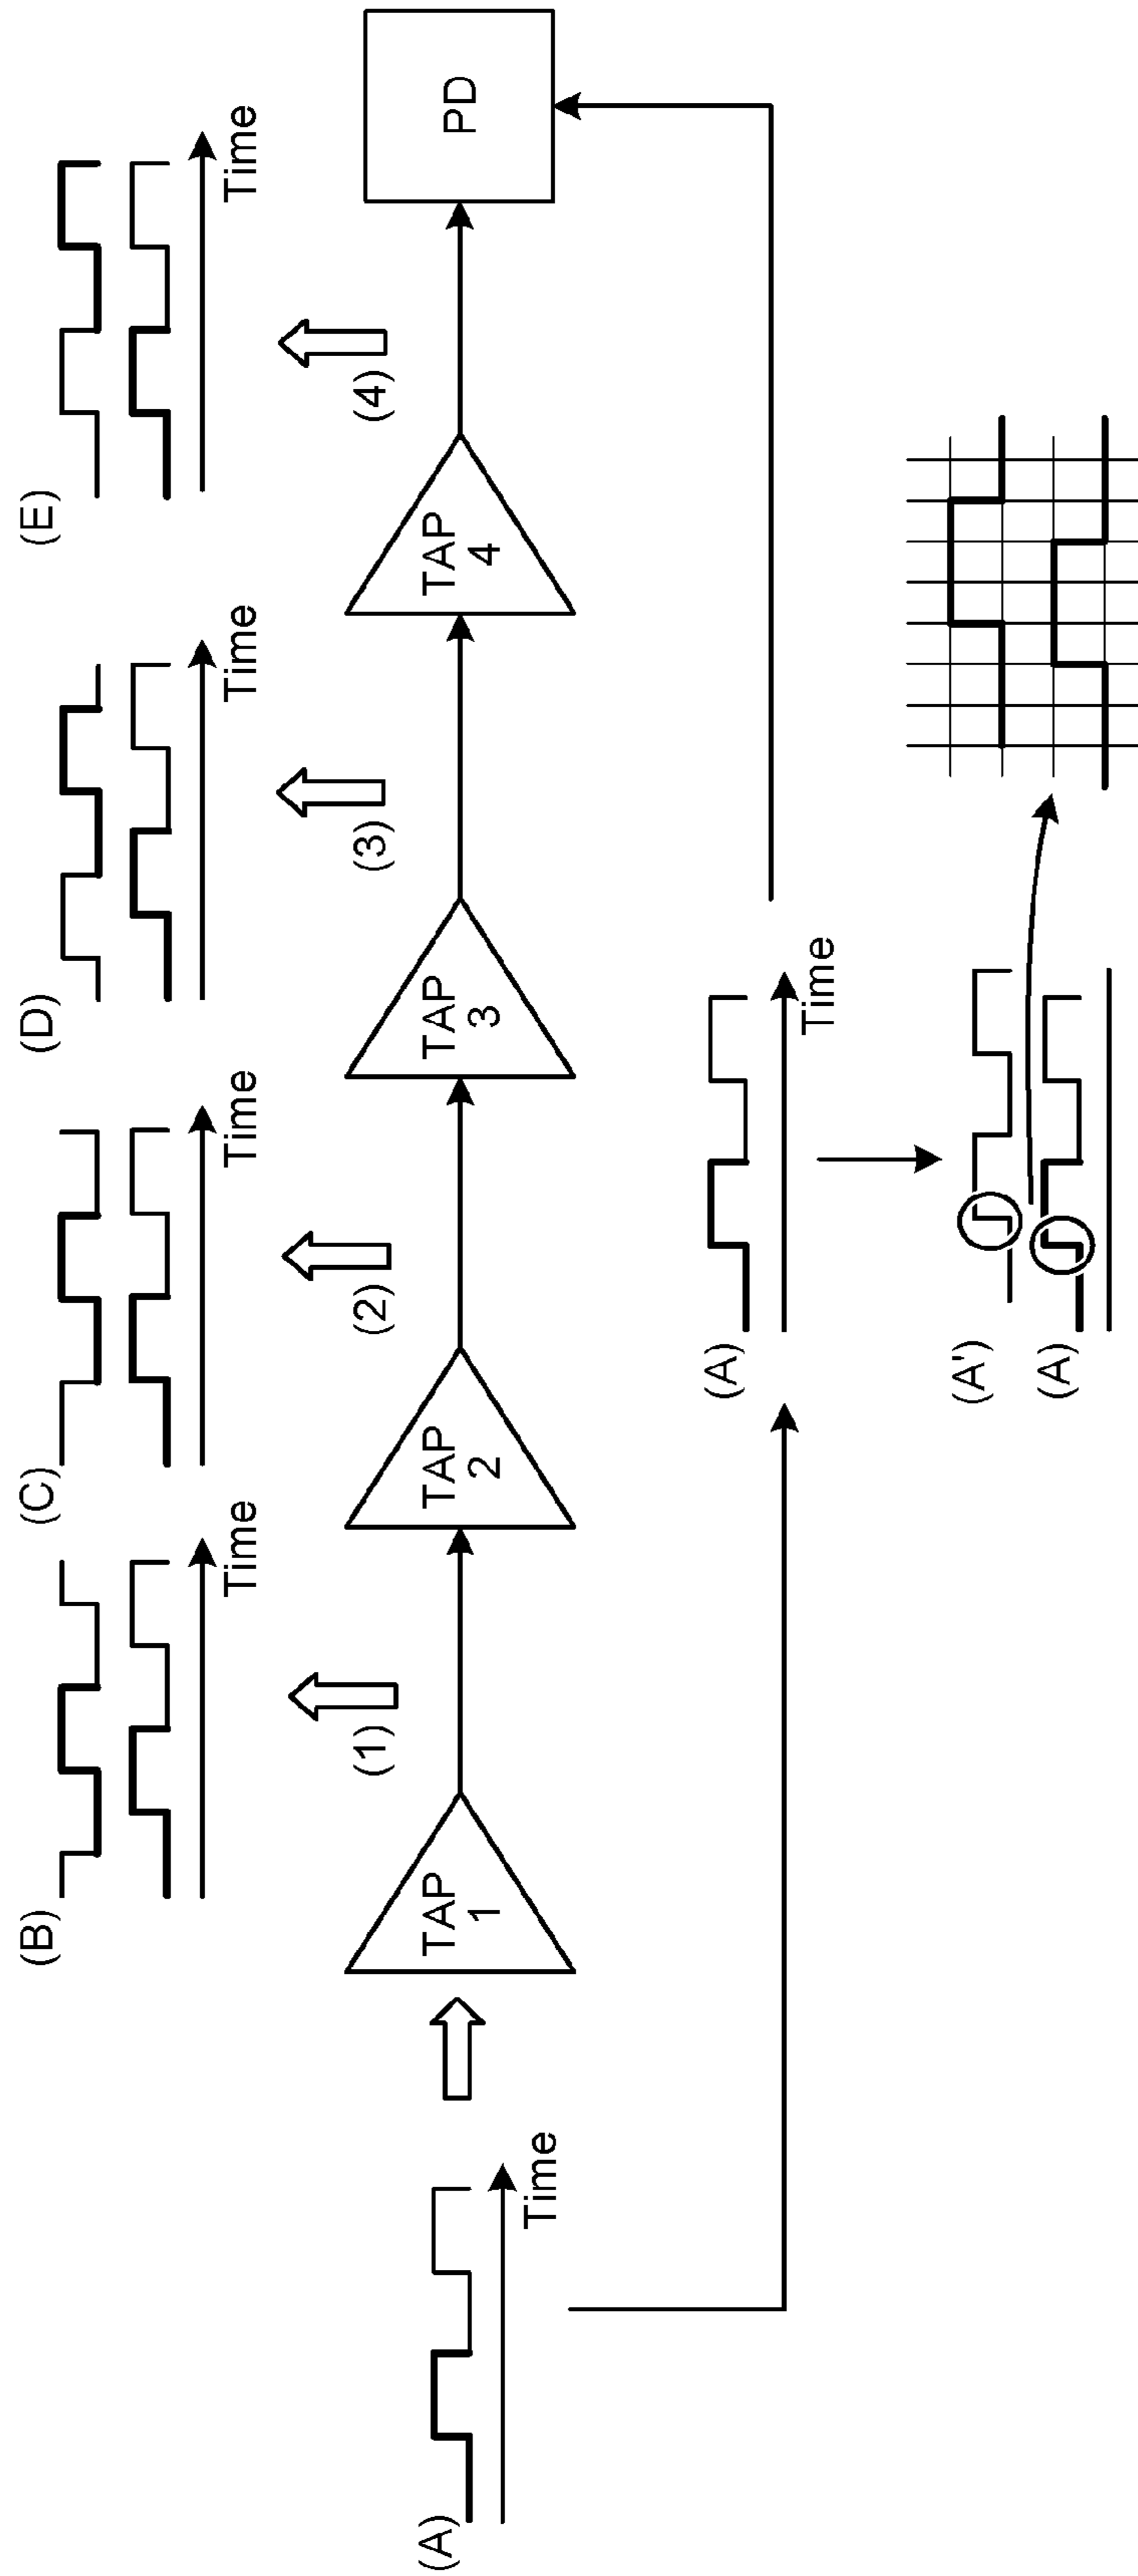 (B)
Time
(C)
Time
(D)
Time
(E)
Time
(1)
(2)
(3)
(4)
(A)
Time
TAP
1
TAP
2
TAP
3
TAP
4
PD
(A)
Time
(A')
(A)